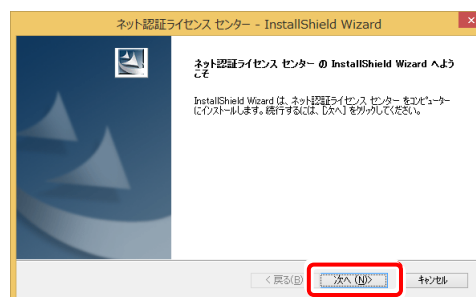 ネット認証ライセンス センター - InstallShield Wizard
ネット認証ライセンス センター の InstallShield Wizard へよう
こそ
InstallShield Wizard は、ネット認証ライセンス センター をコンピューター
にインストールします。続行するには、[次へ] をクリックしてください。
< 戻る(B)
次へ(N)>
キャンセル